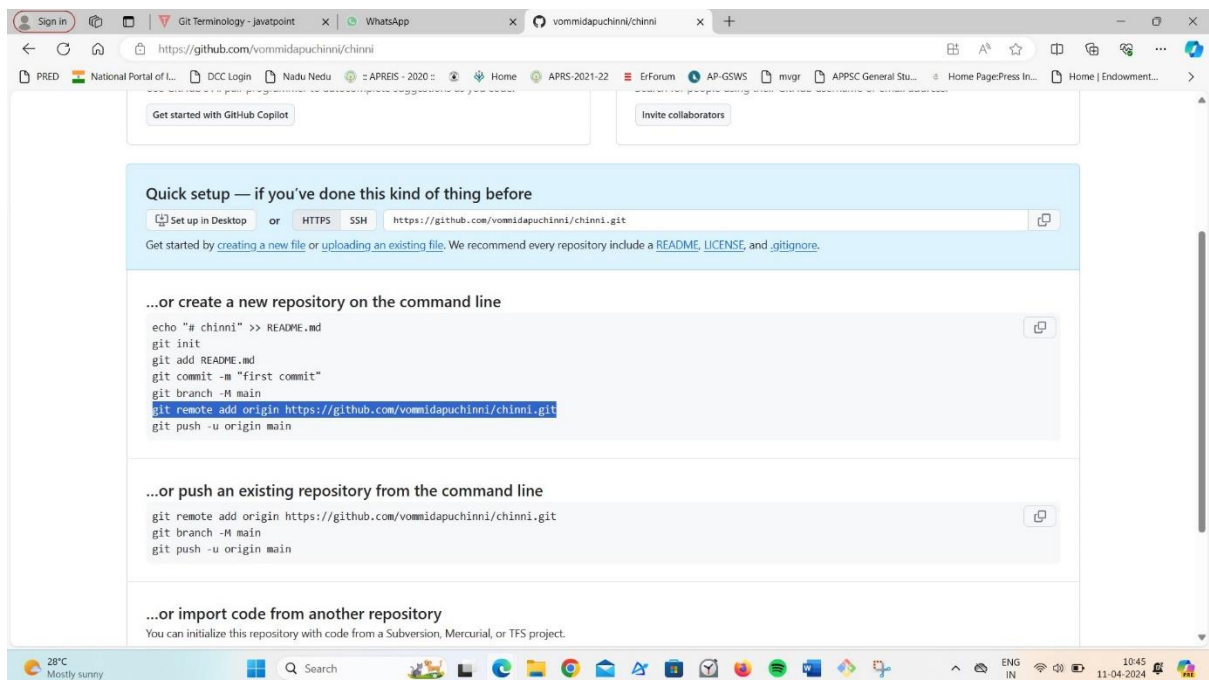 Sign in
Git Terminology - javatpoint
WhatsApp
vommidapuchinni/chinni
https://github.com/vommidapuchinni/chinni
PRED
National Portal of I...
DCC Login
Nadu Nedu
:: APREIS - 2020 ::
Home
APRS-2021-22
ErForum
AP-GSWS
mvgr
APPSC General Stu...
Home Page:Press In...
Home | Endowment...
Get started with GitHub Copilot
Invite collaborators
Quick setup — if you've done this kind of thing before
Set up in Desktop or HTTPS SSH https://github.com/vommidapuchinni/chinni.git
Get started by creating a new file or uploading an existing file. We recommend every repository include a README, LICENSE, and .gitignore.
...or create a new repository on the command line
echo "# chinni" >> README.md
git init
git add README.md
git commit -m "first commit"
git branch -M main
git remote add origin https://github.com/vommidapuchinni/chinni.git
git push -u origin main
...or push an existing repository from the command line
git remote add origin https://github.com/vommidapuchinni/chinni.git
git branch -M main
git push -u origin main
...or import code from another repository
You can initialize this repository with code from a Subversion, Mercurial, or TFS project.
28°C
Mostly sunny
Search
ENG
IN
10:45
11-04-2024